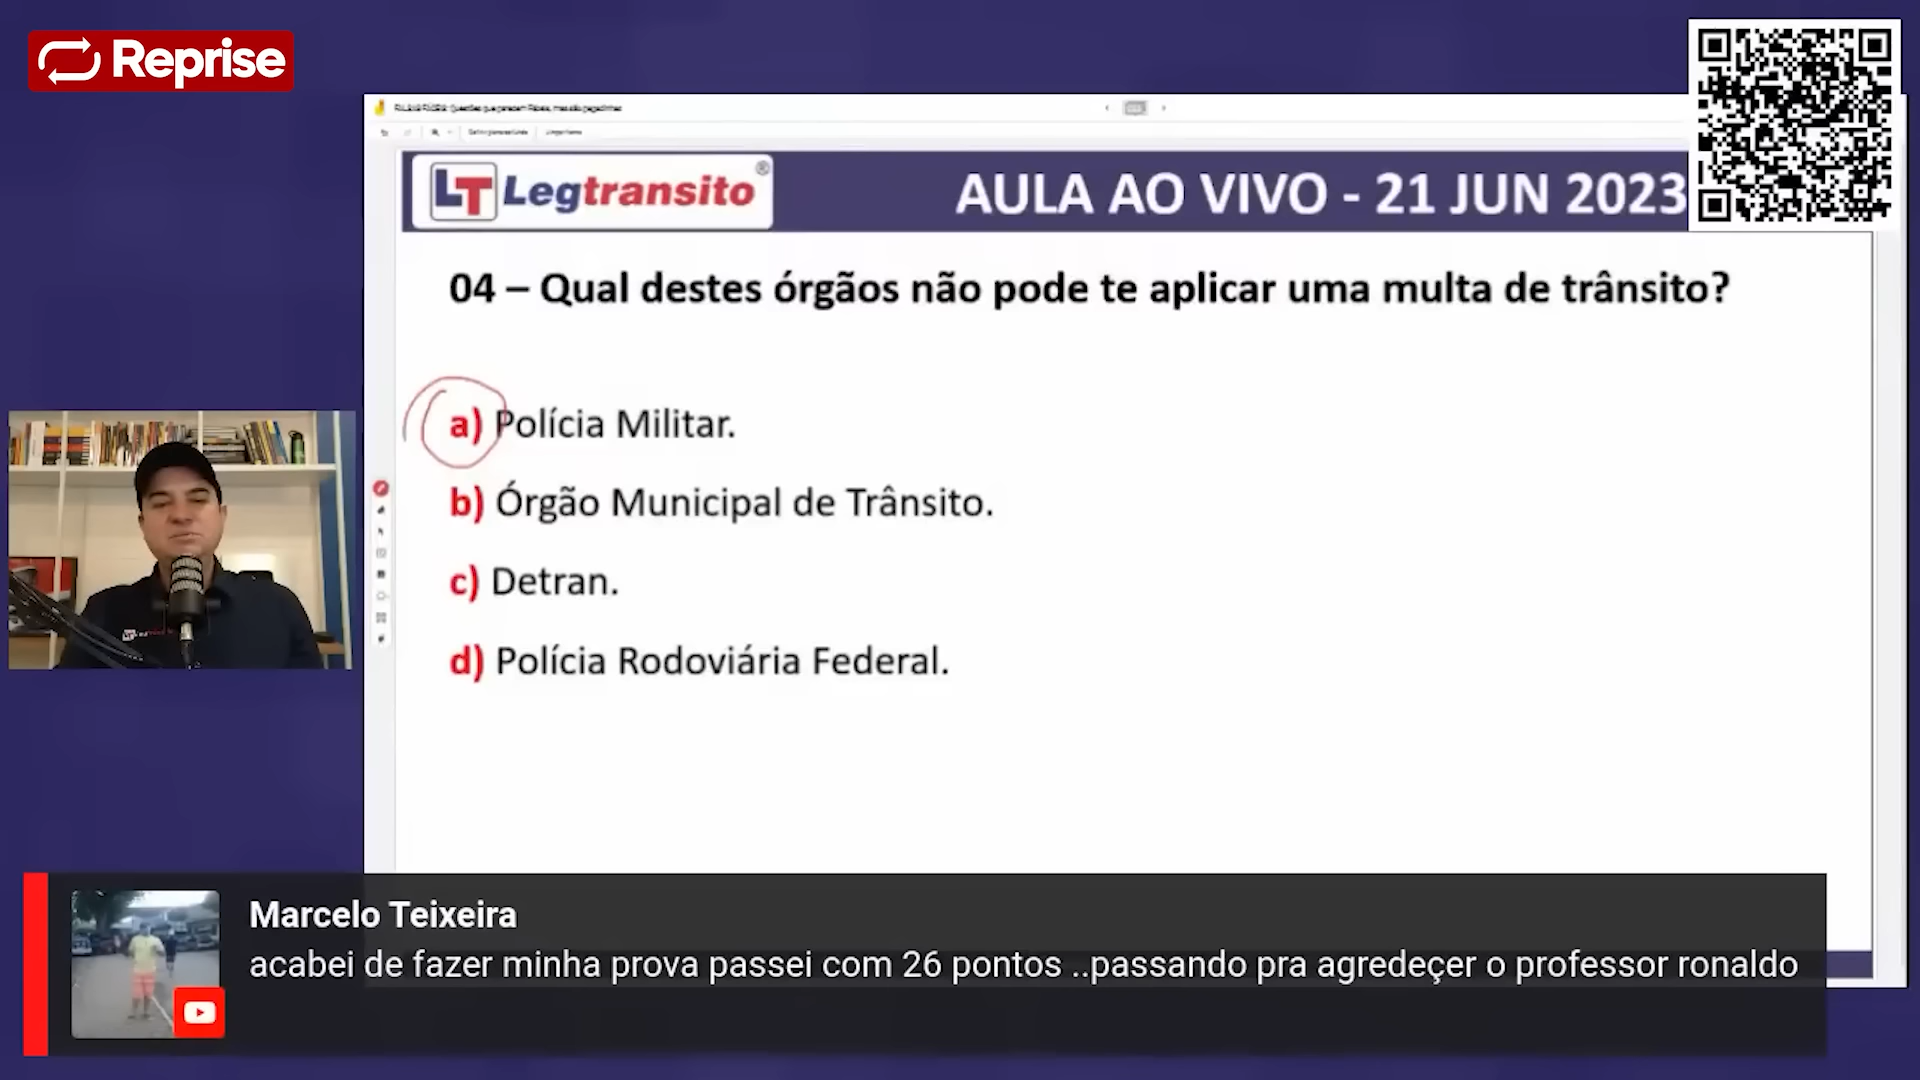 Reprise
LT Legtransito®
AULA AO VIVO - 21 JUN 2023
04 – Qual destes órgãos não pode te aplicar uma multa de trânsito?
a) Polícia Militar.
b) Órgão Municipal de Trânsito.
c) Detran.
d) Polícia Rodoviária Federal.
Marcelo Teixeira
acabei de fazer minha prova passei com 26 pontos ..passando pra agredeçer o professor ronaldo